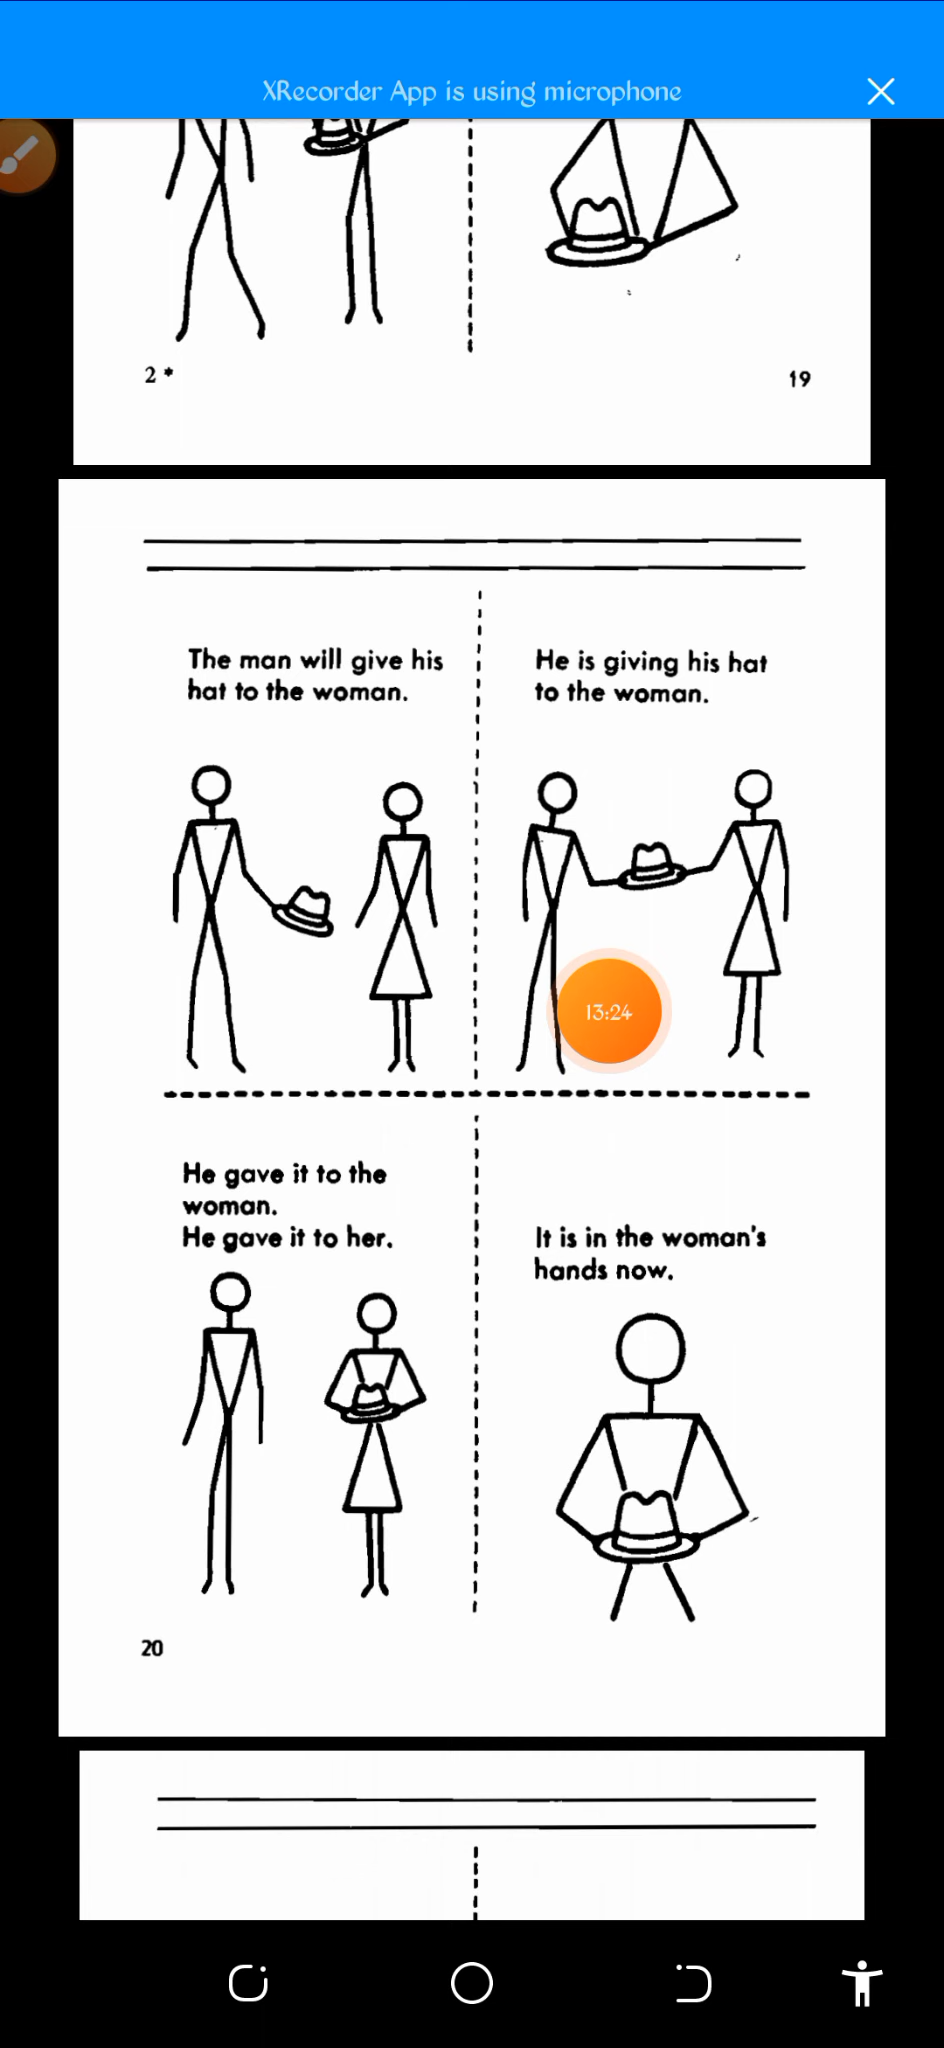 XRecorder App is using microphone
2 *
19
The man will give his
hat to the woman.
He is giving his hat
to the woman.
13:24
He gave it to the
woman.
He gave it to her.
It is in the woman's
hands now.
20